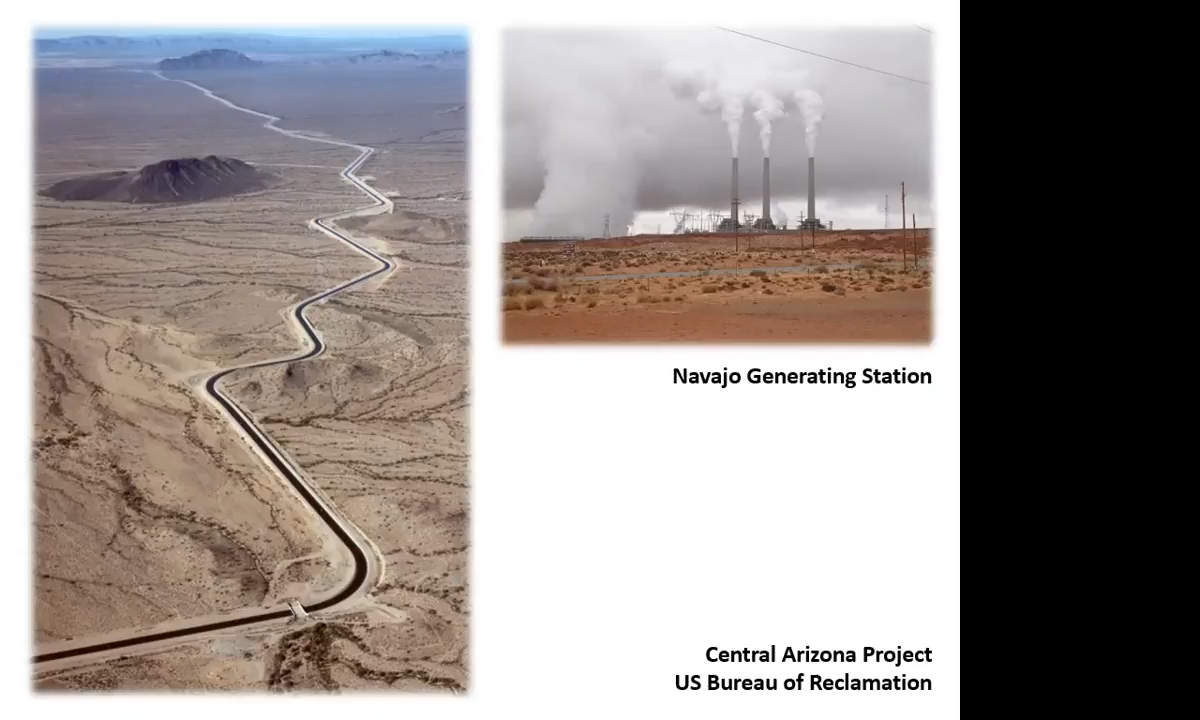 Navajo Generating Station
Central Arizona Project
US Bureau of Reclamation